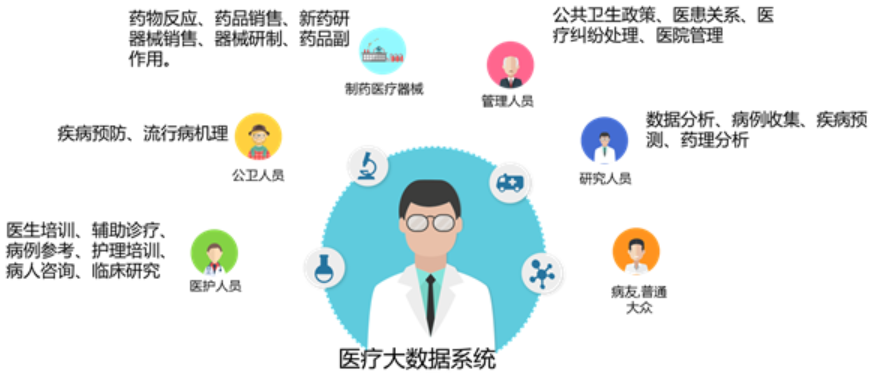 药物反应、药品销售、新药研
器械销售、器械研制、药品副
作用。
制药医疗器械
公共卫生政策、医患关系、医
疗纠纷处理、医院管理
管理人员
疾病预防、流行病机理
公卫人员
数据分析、病例收集、疾病预
测、药理分析
研究人员
医生培训、辅助诊疗、
病例参考、护理培训、
病人咨询、临床研究
医护人员
病友,普通
大众
医疗大数据系统